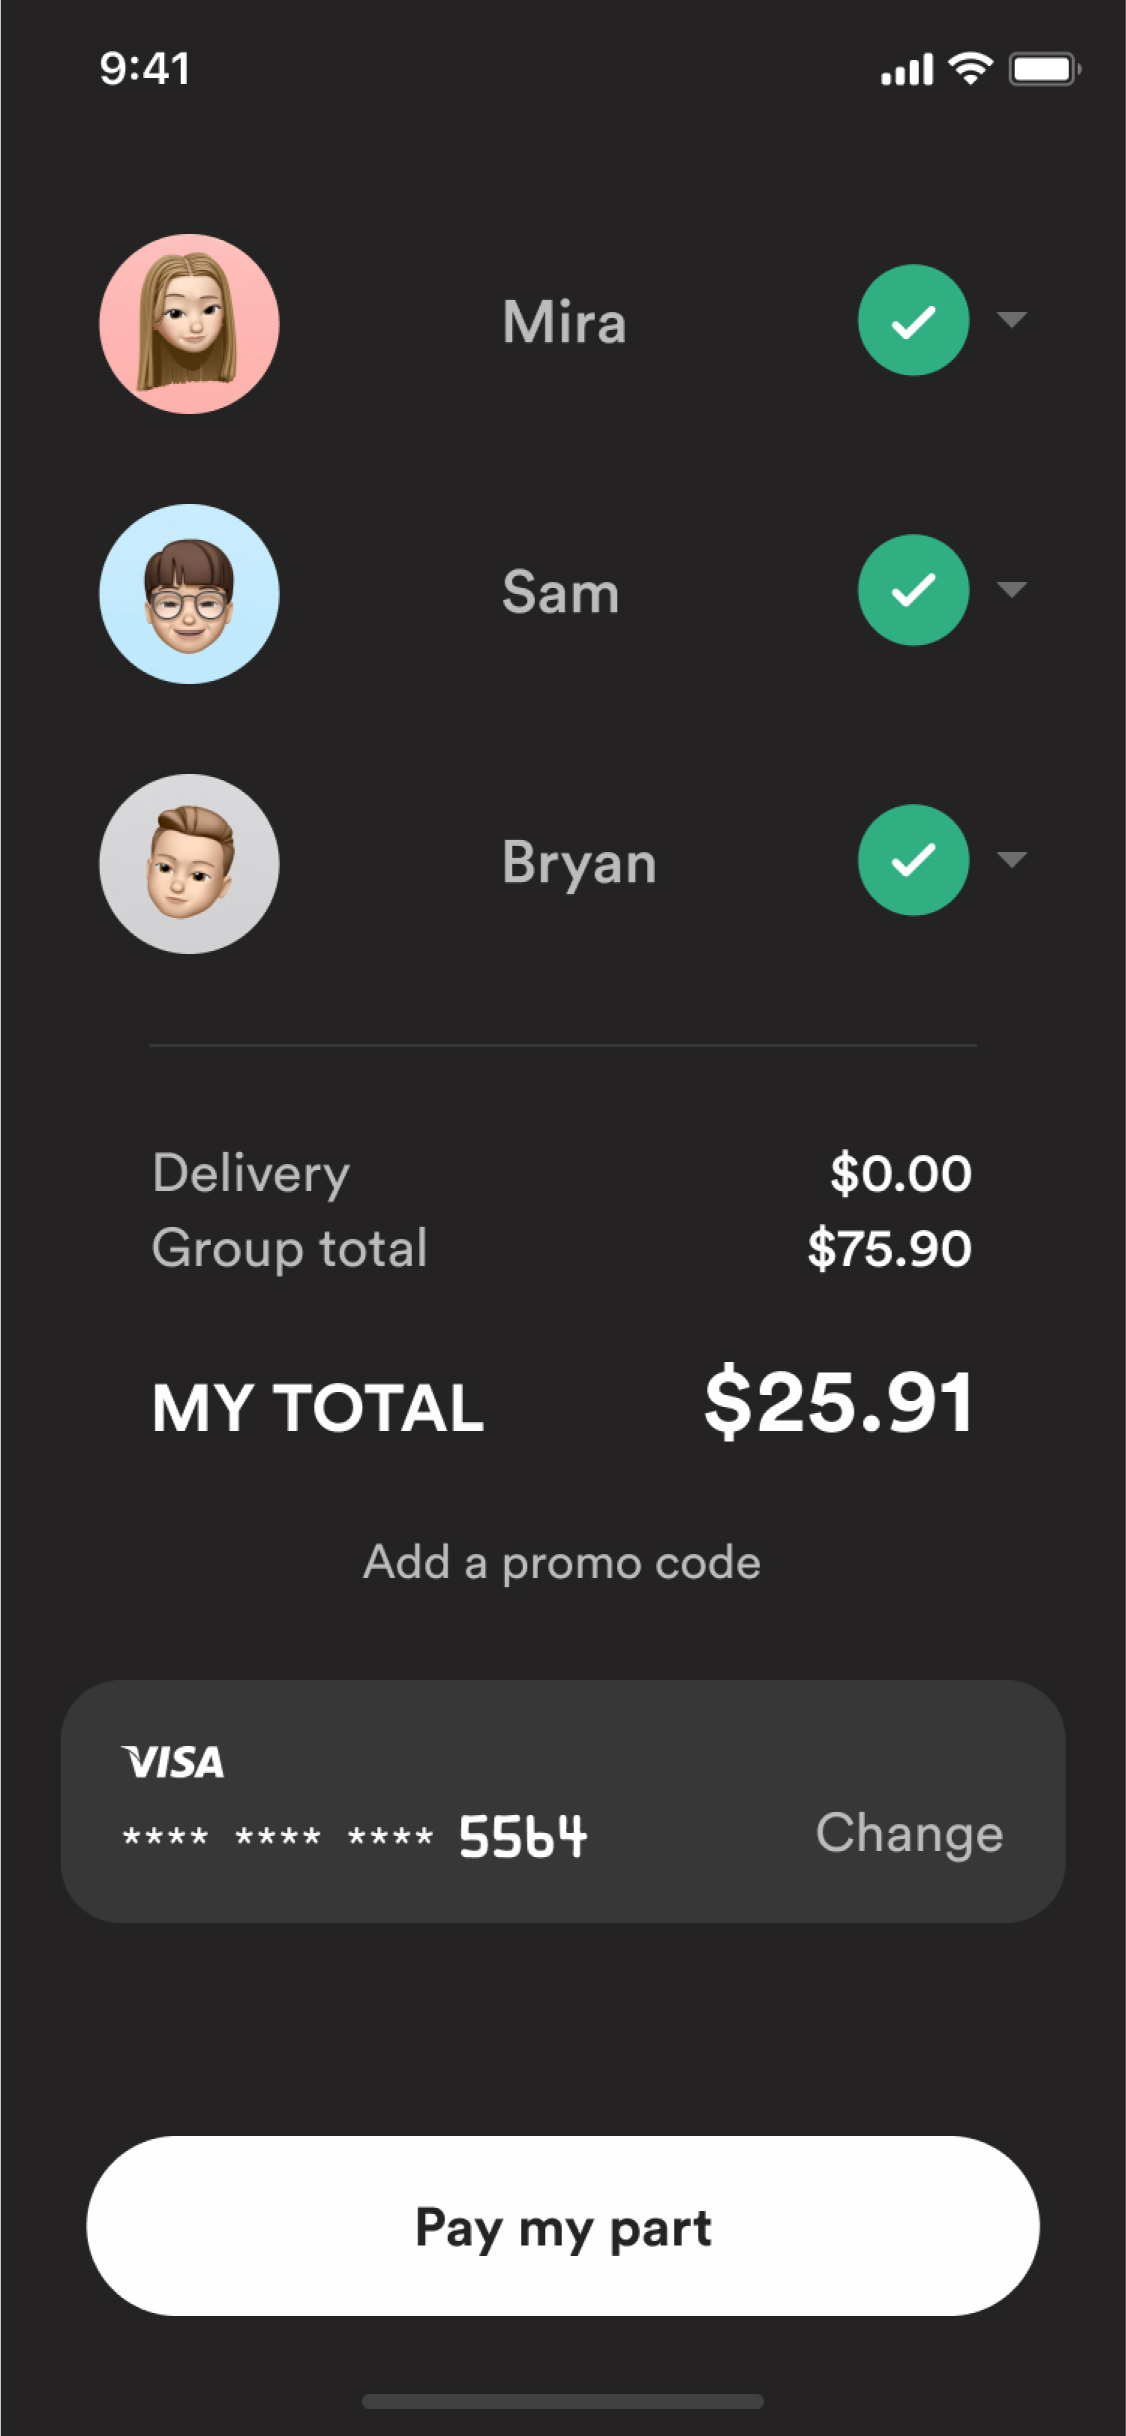 9:41
Mira
Sam
Bryan
Delivery $0.00
Group total $75.90
MY TOTAL $25.91
Add a promo code
VISA
**** **** **** 5564 Change
Pay my part